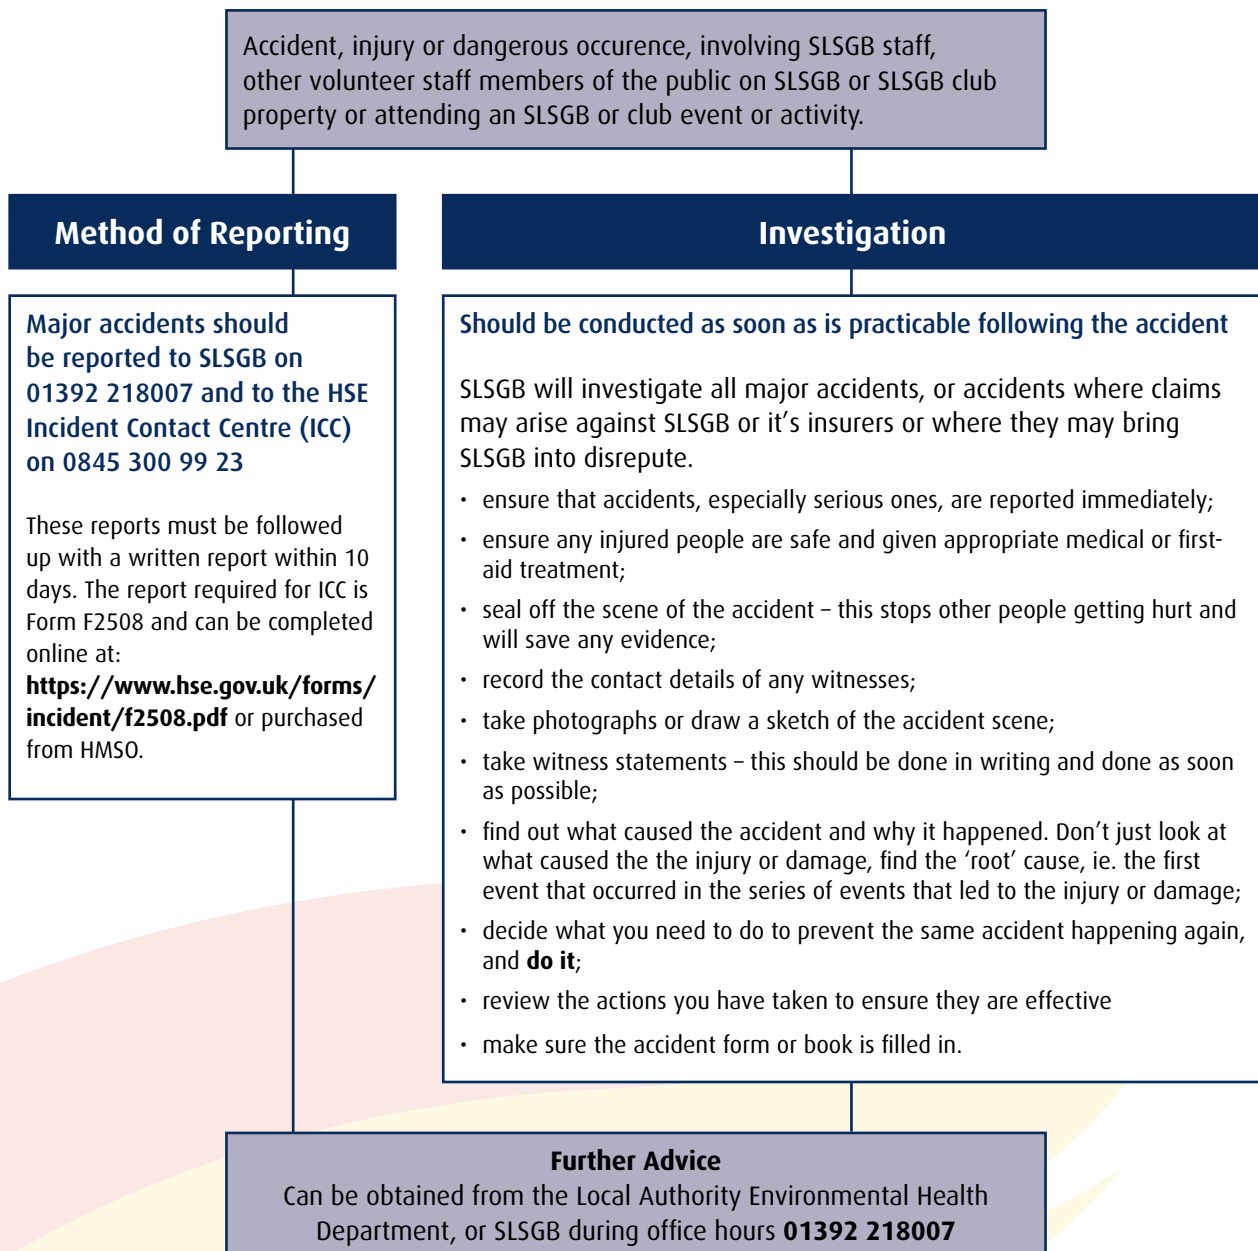 Accident, injury or dangerous occurence, involving SLSGB staff,
other volunteer staff members of the public on SLSGB or SLSGB club
property or attending an SLSGB or club event or activity.
Method of Reporting
Major accidents should
be reported to SLSGB on
01392 218007 and to the HSE
Incident Contact Centre (ICC)
on 0845 300 99 23
These reports must be followed
up with a written report within 10
days. The report required for ICC is
Form F2508 and can be completed
online at:
https://www.hse.gov.uk/forms/
incident/f2508.pdf or purchased
from HMSO.
Investigation
Should be conducted as soon as is practicable following the accident
SLSGB will investigate all major accidents, or accidents where claims
may arise against SLSGB or it's insurers or where they may bring
SLSGB into disrepute.
• ensure that accidents, especially serious ones, are reported immediately;
• ensure any injured people are safe and given appropriate medical or first-
aid treatment;
• seal off the scene of the accident – this stops other people getting hurt and
will save any evidence;
• record the contact details of any witnesses;
• take photographs or draw a sketch of the accident scene;
• take witness statements – this should be done in writing and done as soon
as possible;
• find out what caused the accident and why it happened. Don't just look at
what caused the the injury or damage, find the 'root' cause, ie. the first
event that occurred in the series of events that led to the injury or damage;
• decide what you need to do to prevent the same accident happening again,
and do it;
• review the actions you have taken to ensure they are effective
• make sure the accident form or book is filled in.
Further Advice
Can be obtained from the Local Authority Environmental Health
Department, or SLSGB during office hours 01392 218007